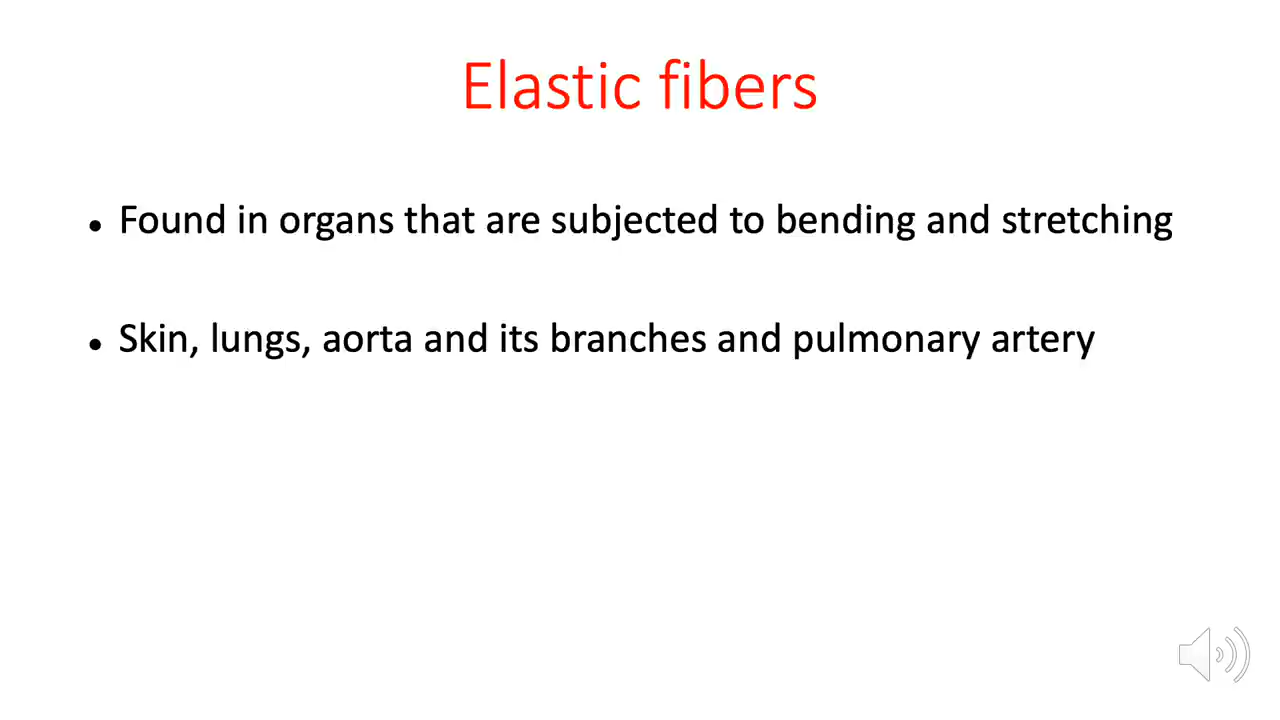 Elastic fibers
• Found in organs that are subjected to bending and stretching
• Skin, lungs, aorta and its branches and pulmonary artery